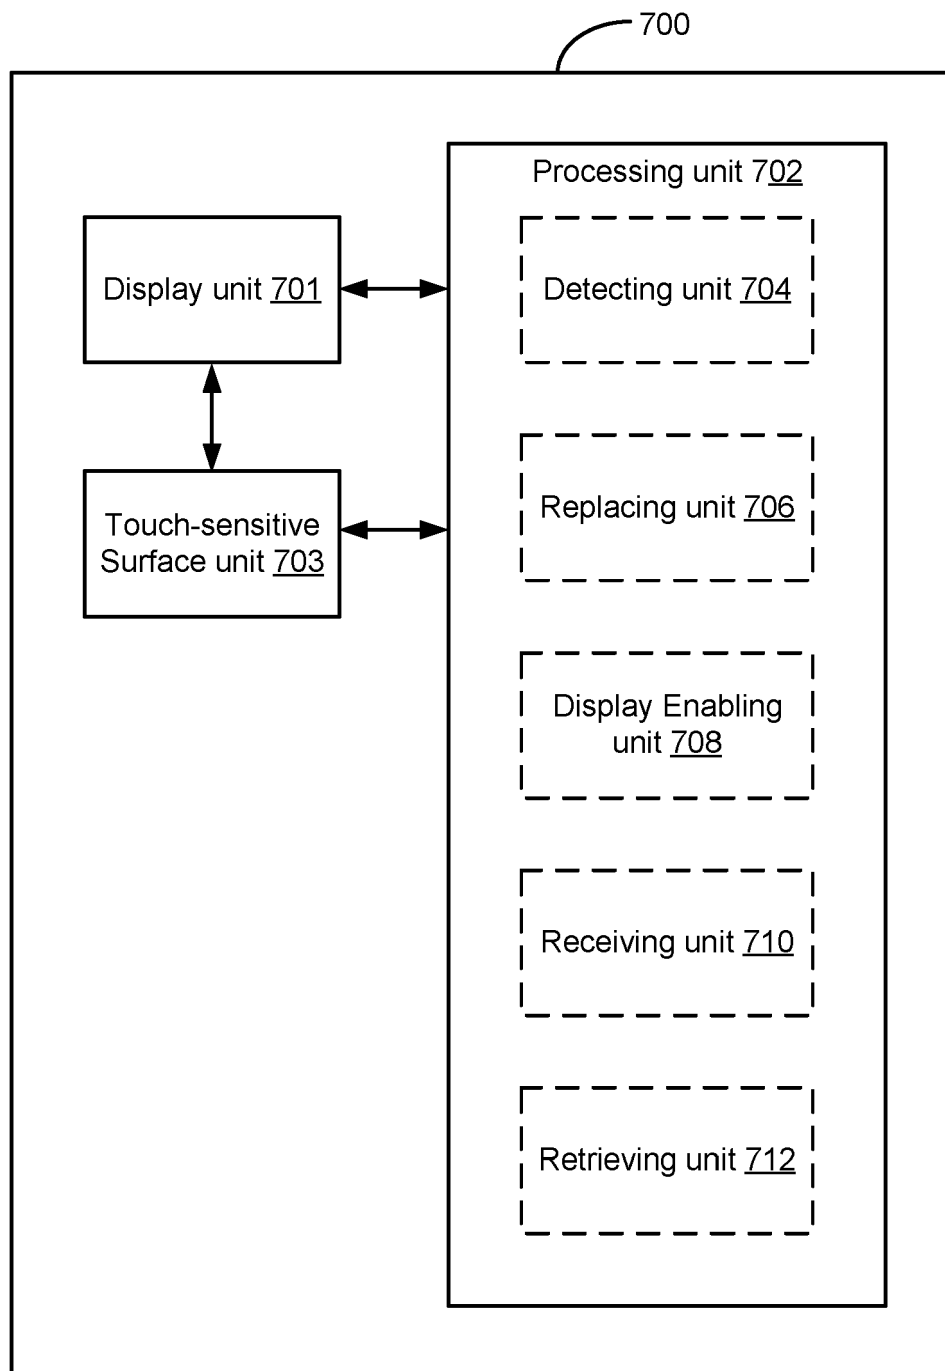 700
Processing unit 702
Display unit 701
Detecting unit 704
Touch-sensitive
Surface unit 703
Replacing unit 706
Display Enabling
unit 708
Receiving unit 710
Retrieving unit 712